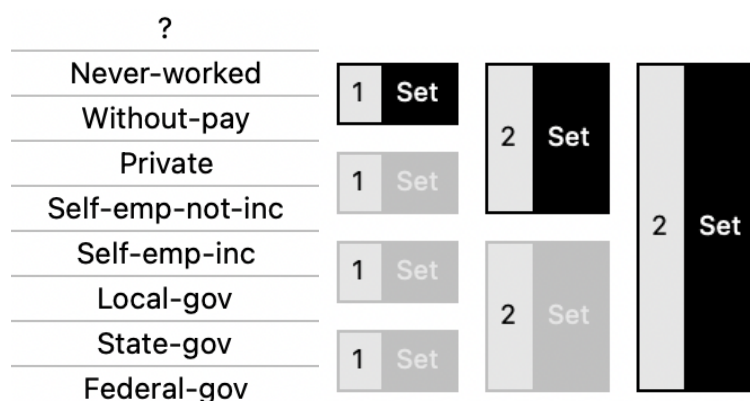 ?
Never-worked
Without-pay
Private
Self-emp-not-inc
Self-emp-inc
Local-gov
State-gov
Federal-gov
1 Set
1 Set
1 Set
1 Set
2 Set
2 Set
2 Set